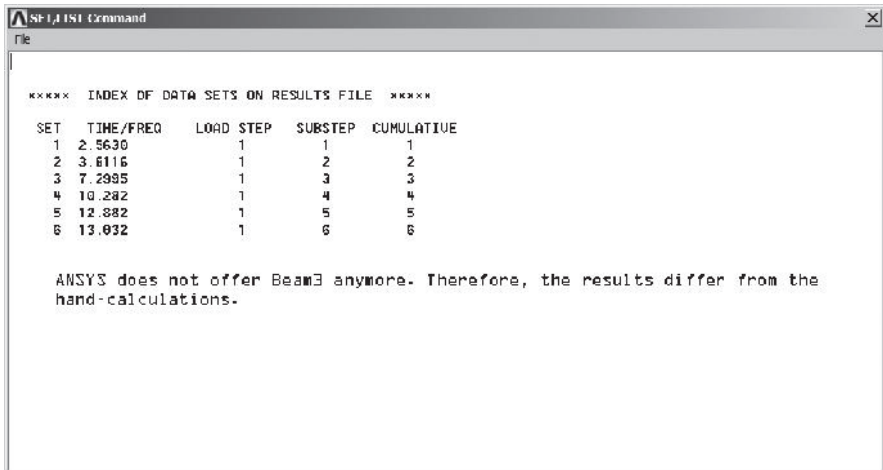 SET,LIST Command
File
***** INDEX OF DATA SETS ON RESULTS FILE *****
SET TIME/FREQ LOAD STEP SUBSTEP CUMULATIVE
1 2.5630 1 1 1
2 3.6116 1 2 2
3 7.2995 1 3 3
4 10.282 1 4 4
5 12.882 1 5 5
6 13.032 1 6 6
ANSYS does not offer Beam3 anymore. Therefore, the results differ from the
hand-calculations.